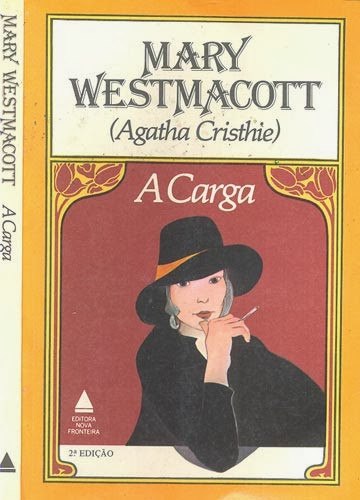 MARY WESTMACOTT A Carga
MARY
WESTMACOTT
(Agatha Cristhie)
A Carga
EDITORA
NOVA
FRONTEIRA
2ª EDIÇÃO